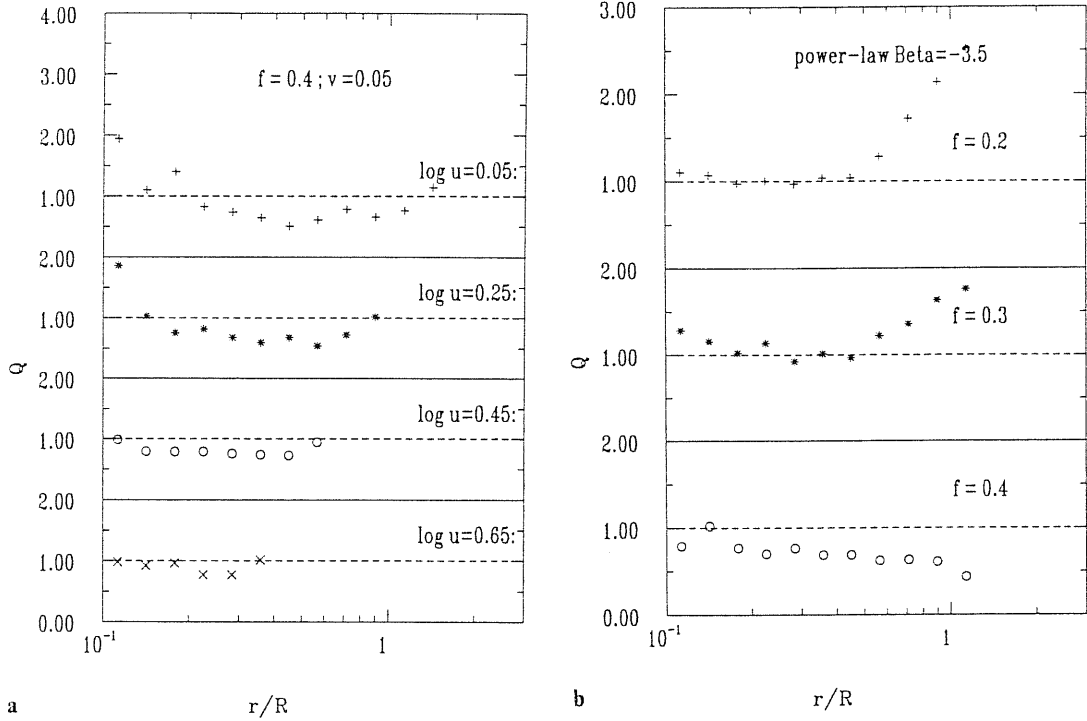 4.00
f = 0.4 ; v = 0.05
3.00
2.00
log u=0.05:
1.00
2.00
log u=0.25:
1.00
Q
2.00
log u=0.45:
1.00
2.00
log u=0.65:
1.00
0.00
10⁻¹
1
a
r/R
3.00
power-law Beta=-3.5
2.00
f = 0.2
1.00
2.00
f = 0.3
1.00
Q
2.00
f = 0.4
1.00
0.00
10⁻¹
1
b
r/R